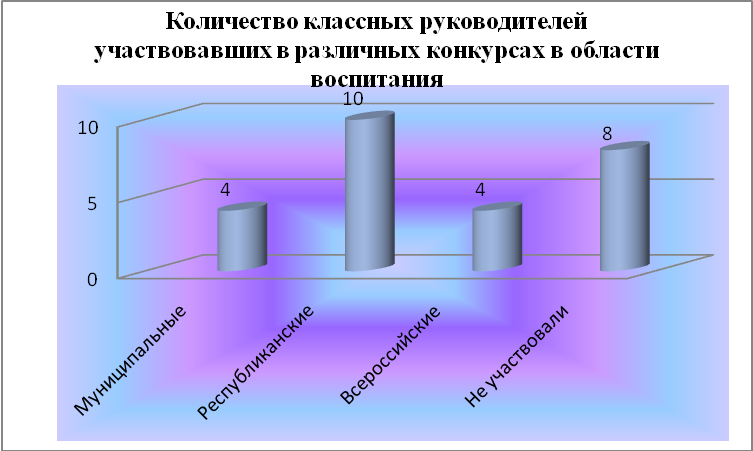 Количество классных руководителей
участвовавших в различных конкурсах в области
воспитания
10
5
0
4
10
4
8
Муниципальные
Республиканские
Всероссийские
Не участвовали